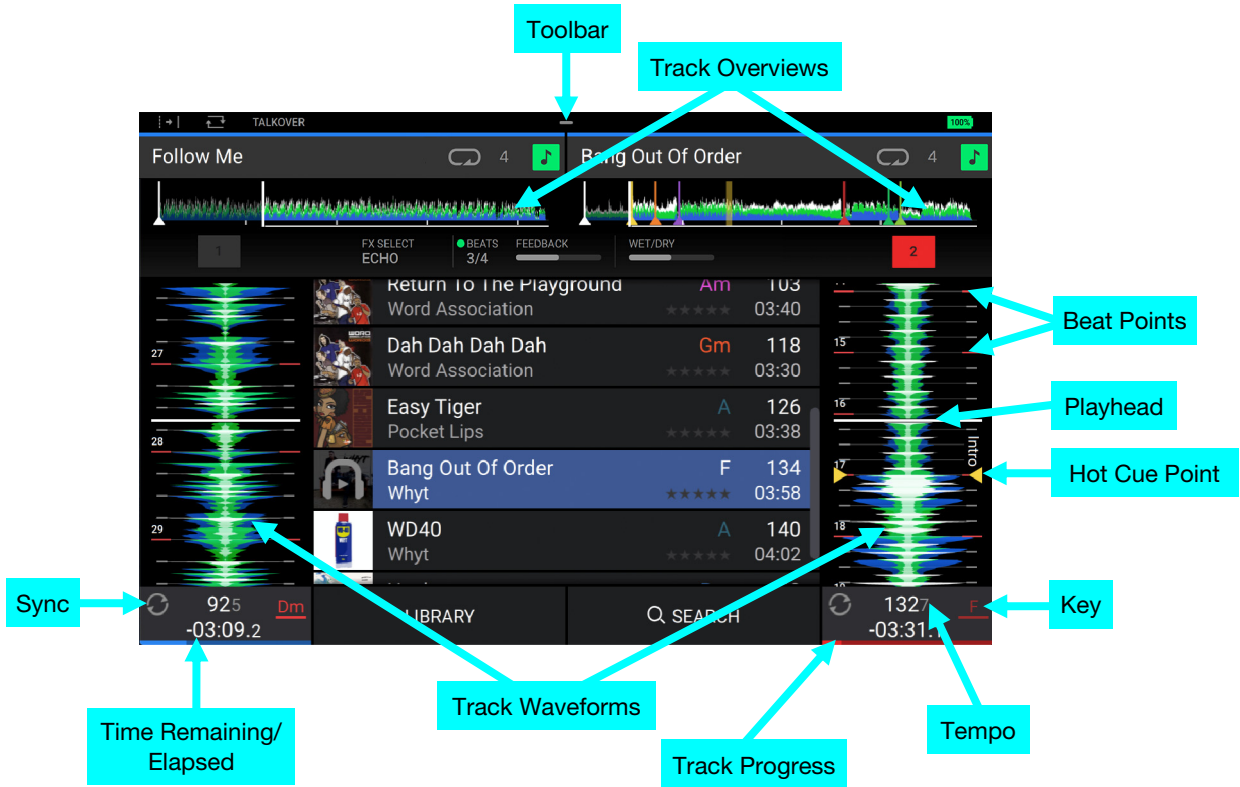 Toolbar
Track Overviews
TALKOVER
100%
Follow Me
4
Bang Out Of Order
4
1
FX SELECT
ECHO
BEATS
3/4
FEEDBACK
WET/DRY
2
Return To The Playground Am 103
Word Association ★★★★★ 03:40
Dah Dah Dah Dah Gm 118
Word Association ★★★★★ 03:30
Easy Tiger A 126
Pocket Lips ★★★★★ 03:38
Bang Out Of Order F 134
Whyt ★★★★★ 03:58
WD40 A 140
Whyt ★★★★★ 04:02
27
28
29
15
16
17
18
Intro
Beat Points
Playhead
Hot Cue Point
Sync
925
Dm
-03:09.2
LIBRARY
SEARCH
1327
F
-03:31.
Key
Track Waveforms
Time Remaining/
Elapsed
Tempo
Track Progress